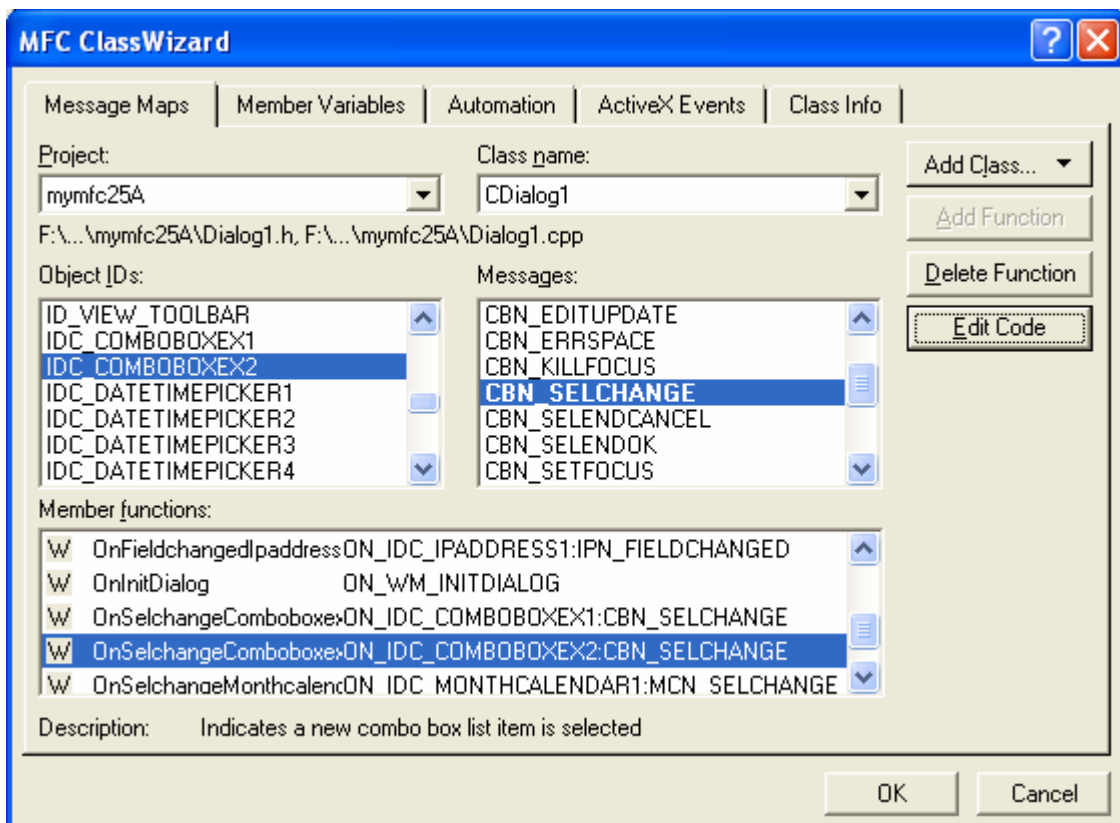 MFC ClassWizard
Message Maps
Member Variables
Automation
ActiveX Events
Class Info
Project:
Class name:
Add Class...
mymfc25A
CDialog1
Add Function
F:\...\mymfc25A\Dialog1.h, F:\...\mymfc25A\Dialog1.cpp
Object IDs:
Messages:
Delete Function
Edit Code
ID_VIEW_TOOLBAR
IDC_COMBOBOXEX1
IDC_COMBOBOXEX2
IDC_DATETIMEPICKER1
IDC_DATETIMEPICKER2
IDC_DATETIMEPICKER3
IDC_DATETIMEPICKER4
CBN_EDITUPDATE
CBN_ERRSPACE
CBN_KILLFOCUS
CBN_SELCHANGE
CBN_SELENDCANCEL
CBN_SELENDOK
CBN_SETFOCUS
Member functions:
W OnFieldchangedIpaddress ON_IDC_IPADDRESS1:IPN_FIELDCHANGED
W OnInitDialog ON_WM_INITDIALOG
W OnSelchangeComboboxex ON_IDC_COMBOBOXEX1:CBN_SELCHANGE
W OnSelchangeComboboxex ON_IDC_COMBOBOXEX2:CBN_SELCHANGE
W OnSelchangeMonthcalend ON_IDC_MONTHCALENDAR1:MCN_SELCHANGE
Description: Indicates a new combo box list item is selected
OK
Cancel